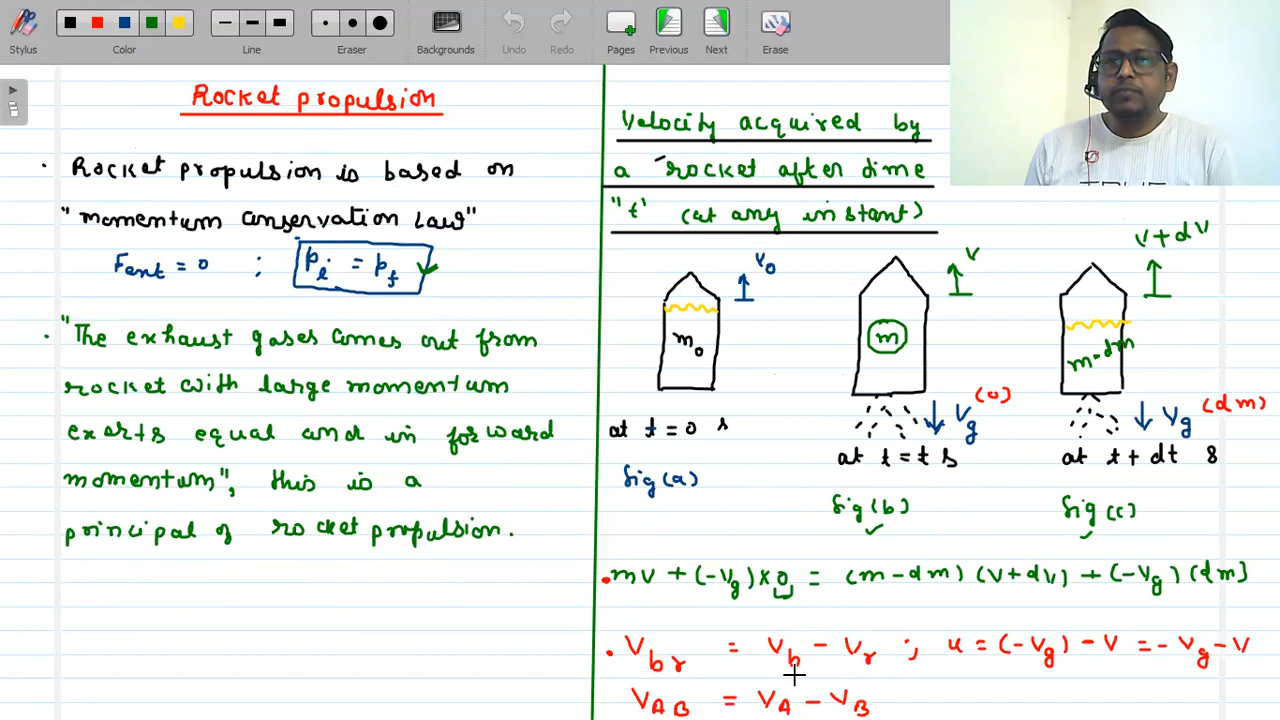 Stylus
Color
Line
Eraser
Backgrounds
Undo
Redo
Pages
Previous
Next
Erase
Rocket propulsion
• Rocket propulsion is based on
"momentum conservation Law"
Fext = 0 ; Pi = Pf ✓
• "The exhaust gases comes out from
rocket with large momentum
exarts equal and in forward
momentum", this is a
principal of rocket propulsion.
Velocity acquired by
a rocket after dime
"t" (at any instant)
m0
V0
at t = 0 s
fig(a)
m
V
Vg (0)
at t = t s
fig(b) ✓
m-dm
V + dV
Vg (dm)
at t + dt s
fig(c) ✓
• mV + (-Vg) × 0 = (m-dm) (V+dV) + (-Vg) (dm)
• Vbr = Vb - Vr ; u = (-Vg) - V = -Vg - V
VAB = VA - VB